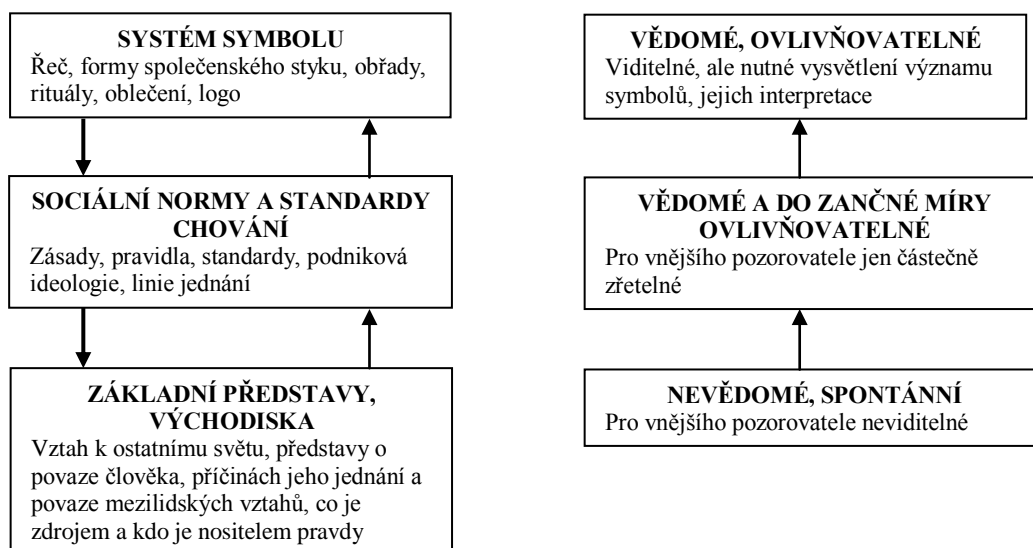 SYSTÉM SYMBOLU
Řeč, formy společenského styku, obřady,
rituály, oblečení, logo
VĚDOMÉ, OVLIVŇOVATELNÉ
Viditelné, ale nutné vysvětlení významu
symbolů, jejich interpretace
SOCIÁLNÍ NORMY A STANDARDY
CHOVÁNÍ
Zásady, pravidla, standardy, podniková
ideologie, linie jednání
VĚDOMÉ A DO ZANČNÉ MÍRY
OVLIVŇOVATELNÉ
Pro vnějšího pozorovatele jen částečně
zřetelné
ZÁKLADNÍ PŘEDSTAVY,
VÝCHODISKA
Vztah k ostatnímu světu, představy o
povaze člověka, příčinách jeho jednání a
povaze mezilidských vztahů, co je
zdrojem a kdo je nositelem pravdy
NEVĚDOMÉ, SPONTÁNNÍ
Pro vnějšího pozorovatele neviditelné